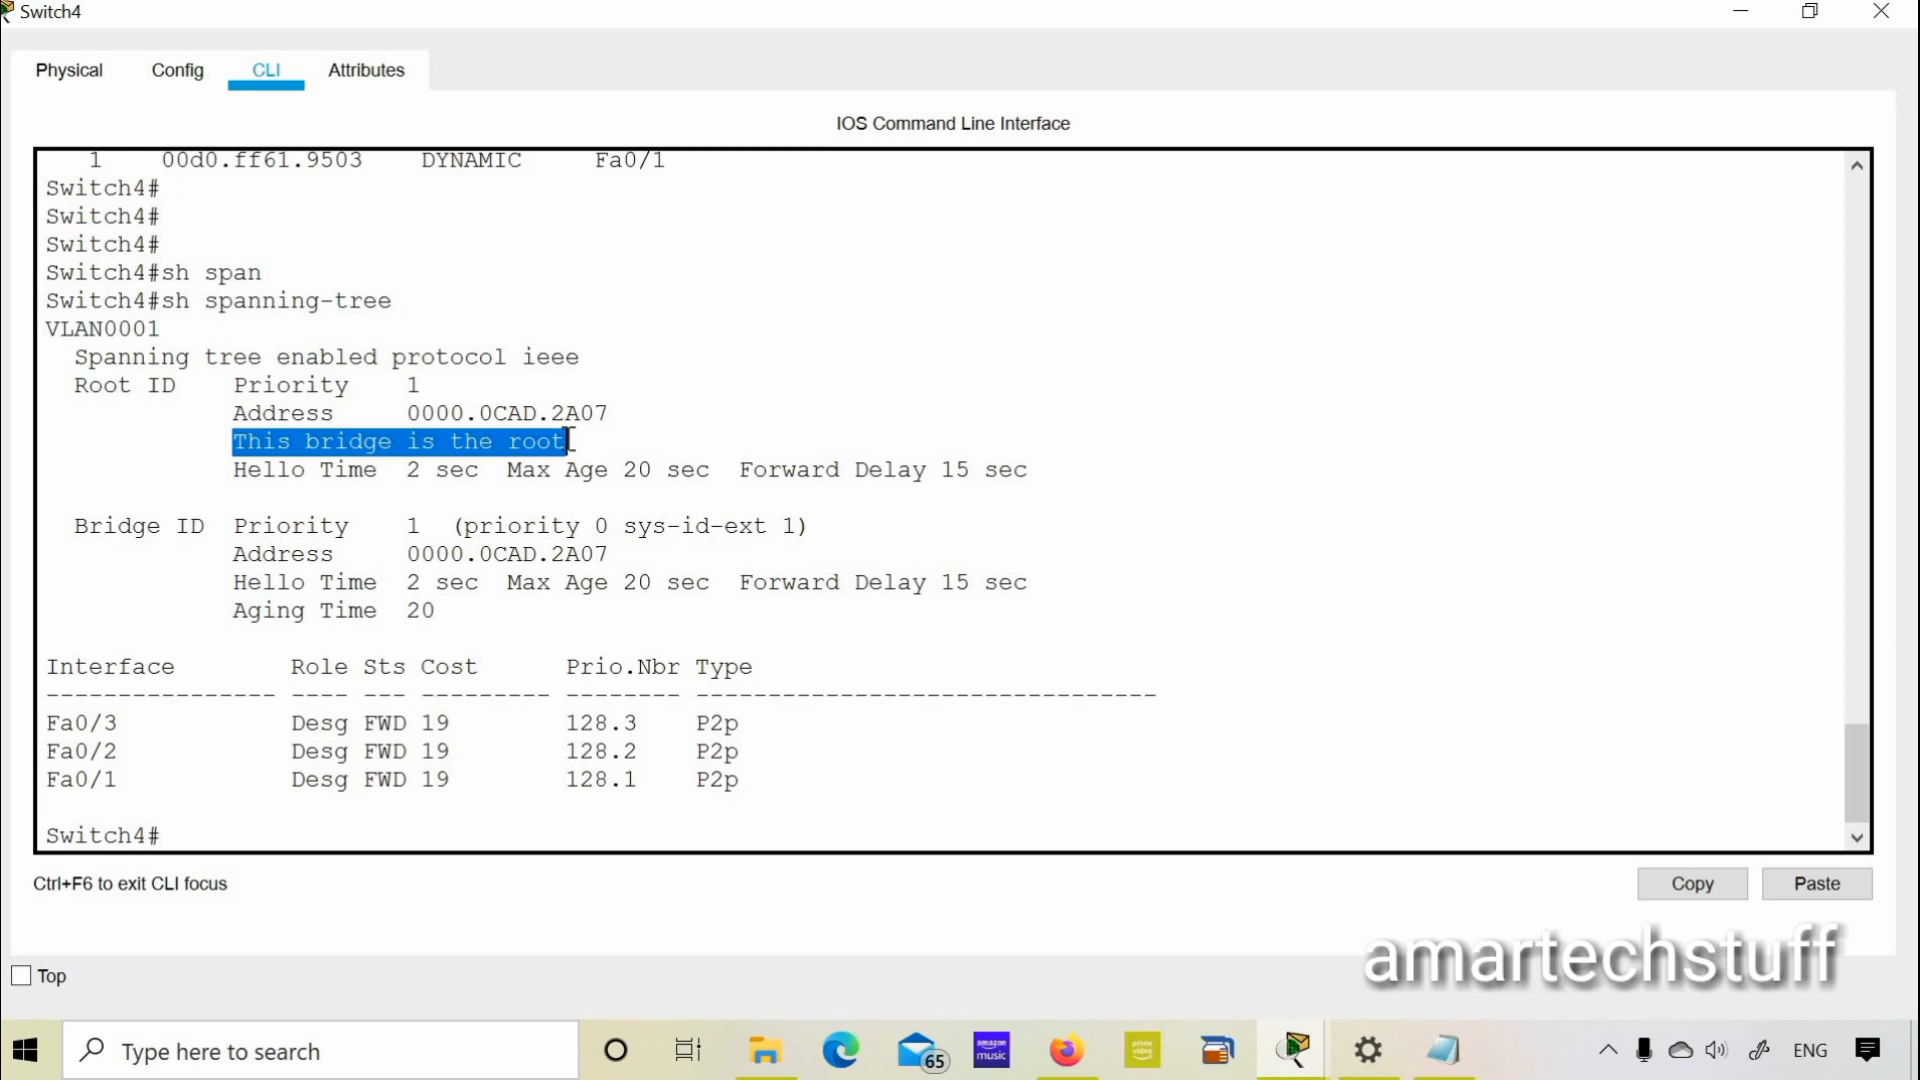 Switch4
Physical Config CLI Attributes
IOS Command Line Interface
1 00d0.ff61.9503 DYNAMIC Fa0/1
Switch4#
Switch4#
Switch4#
Switch4#sh span
Switch4#sh spanning-tree
VLAN0001
Spanning tree enabled protocol ieee
Root ID Priority 1
Address 0000.0CAD.2A07
This bridge is the root
Hello Time 2 sec Max Age 20 sec Forward Delay 15 sec
Bridge ID Priority 1 (priority 0 sys-id-ext 1)
Address 0000.0CAD.2A07
Hello Time 2 sec Max Age 20 sec Forward Delay 15 sec
Aging Time 20
Interface Role Sts Cost Prio.Nbr Type
---------------- ---- --- --------- -------- --------------------------------
Fa0/3 Desg FWD 19 128.3 P2p
Fa0/2 Desg FWD 19 128.2 P2p
Fa0/1 Desg FWD 19 128.1 P2p
Switch4#
Ctrl+F6 to exit CLI focus
Copy Paste
amartechstuff
Top
Type here to search
65
amazon music
prime video
ENG